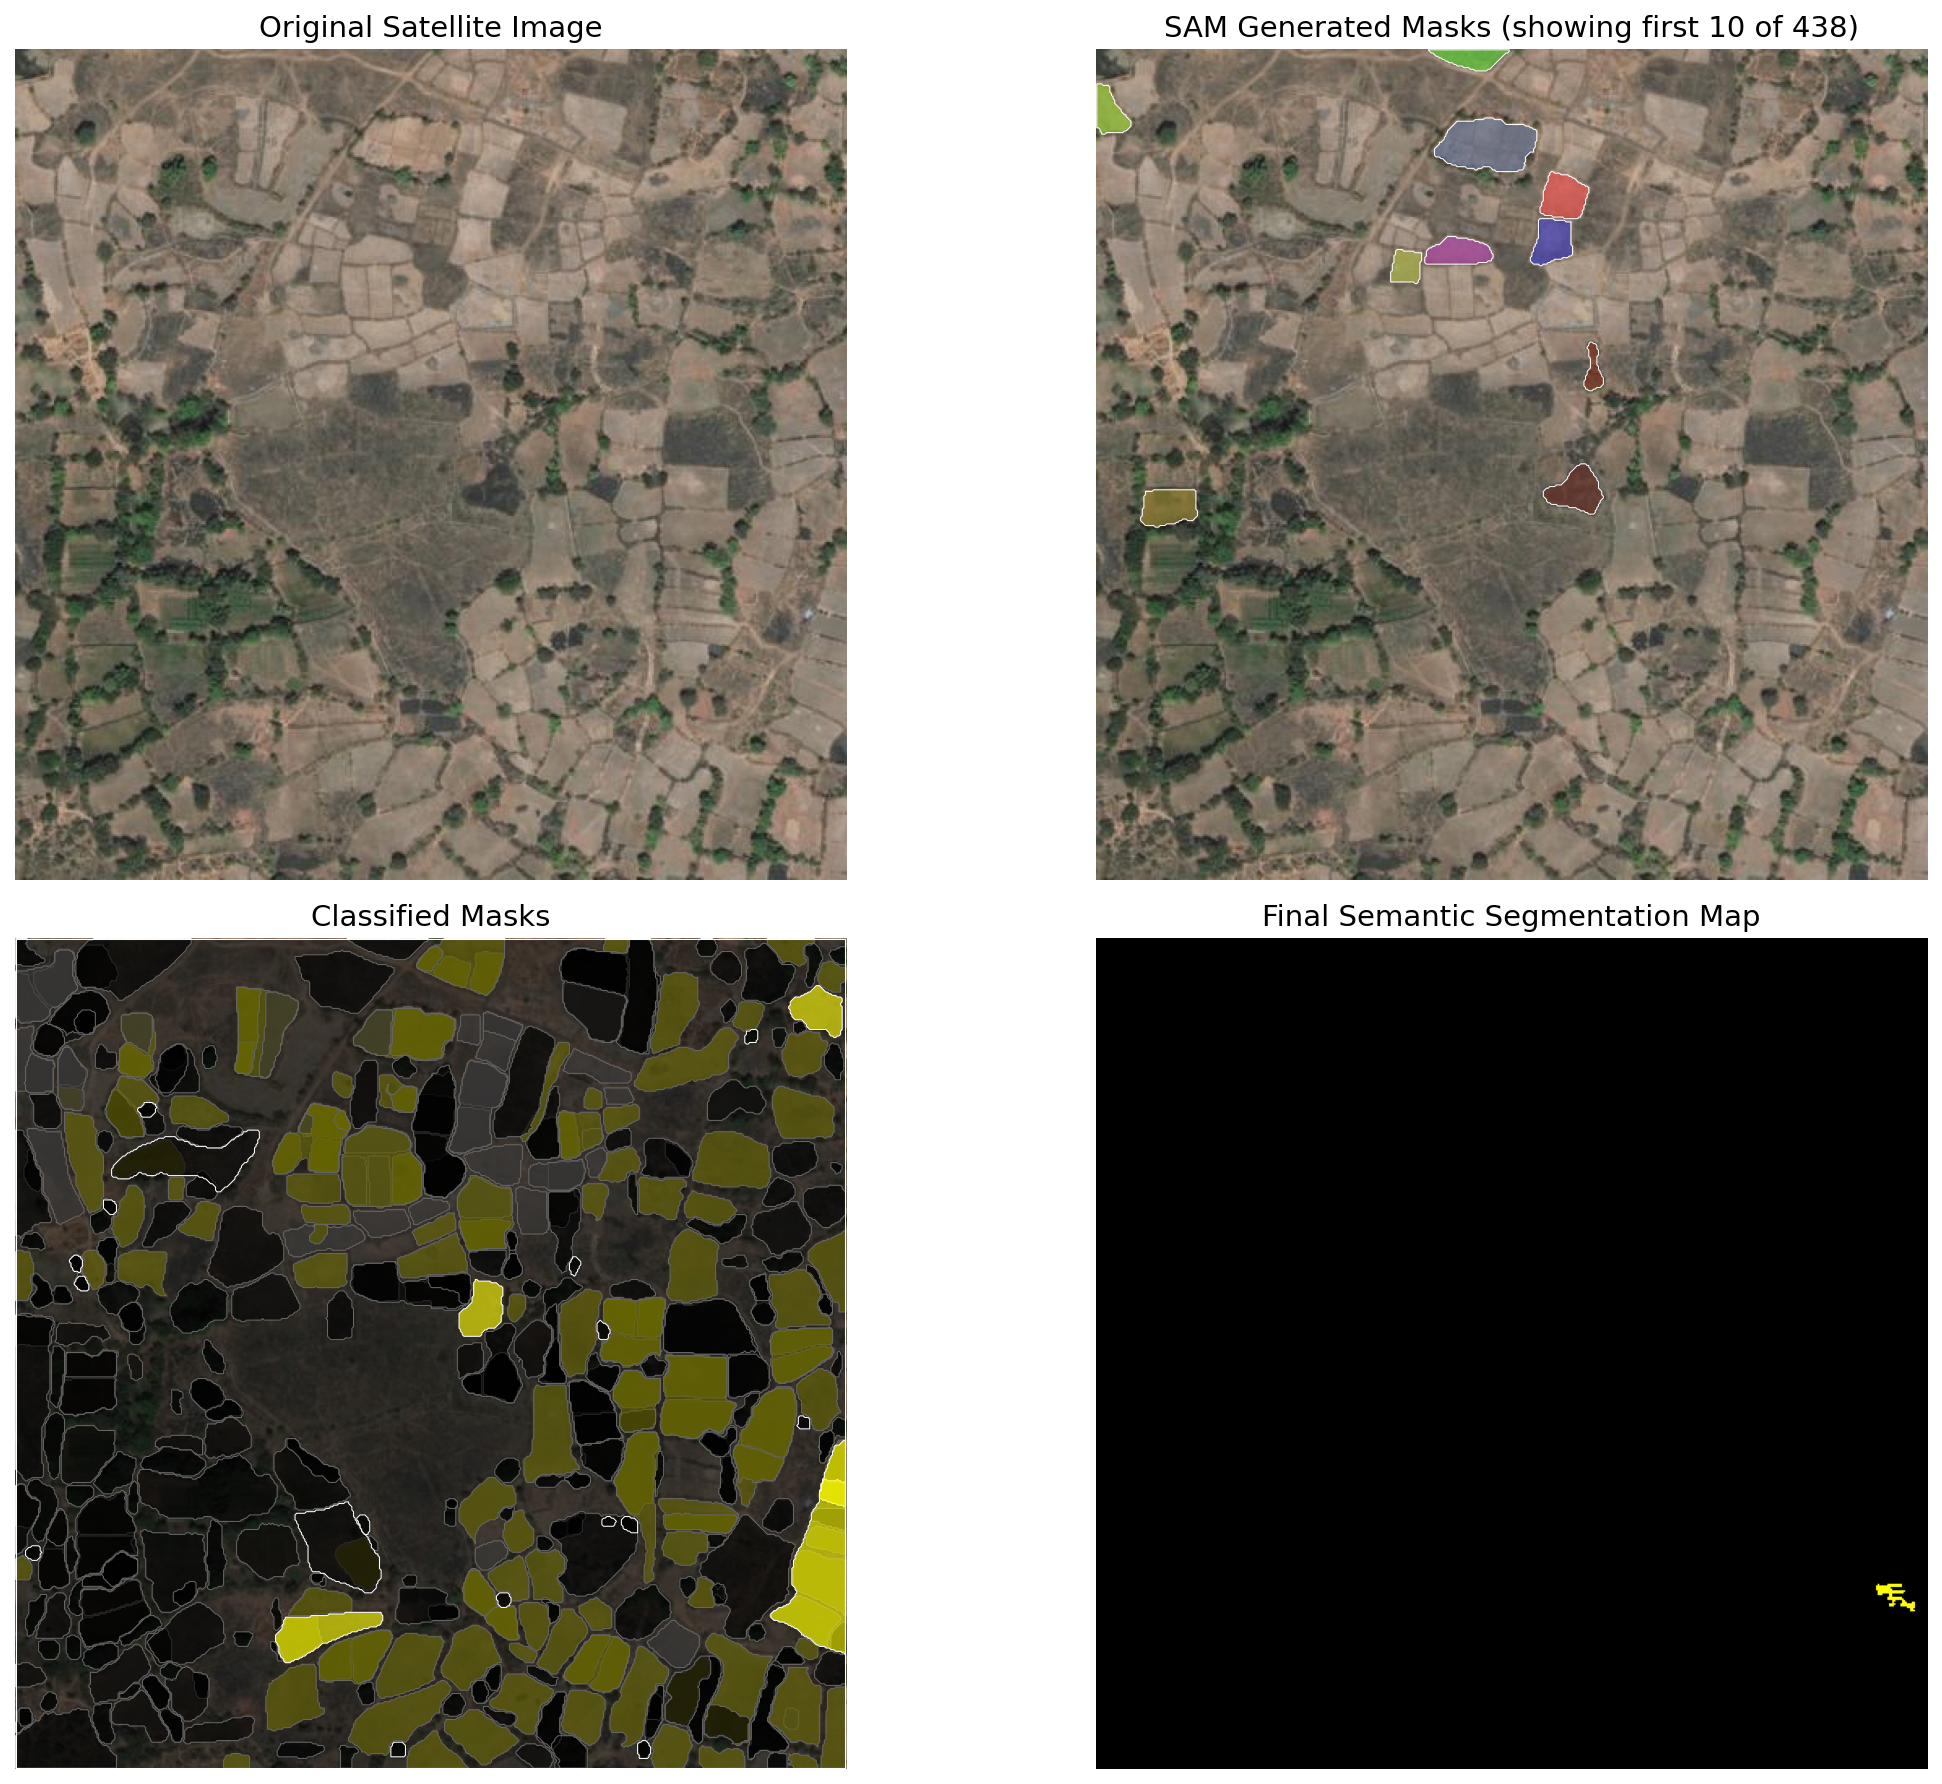 Original Satellite Image
SAM Generated Masks (showing first 10 of 438)
Classified Masks
Final Semantic Segmentation Map